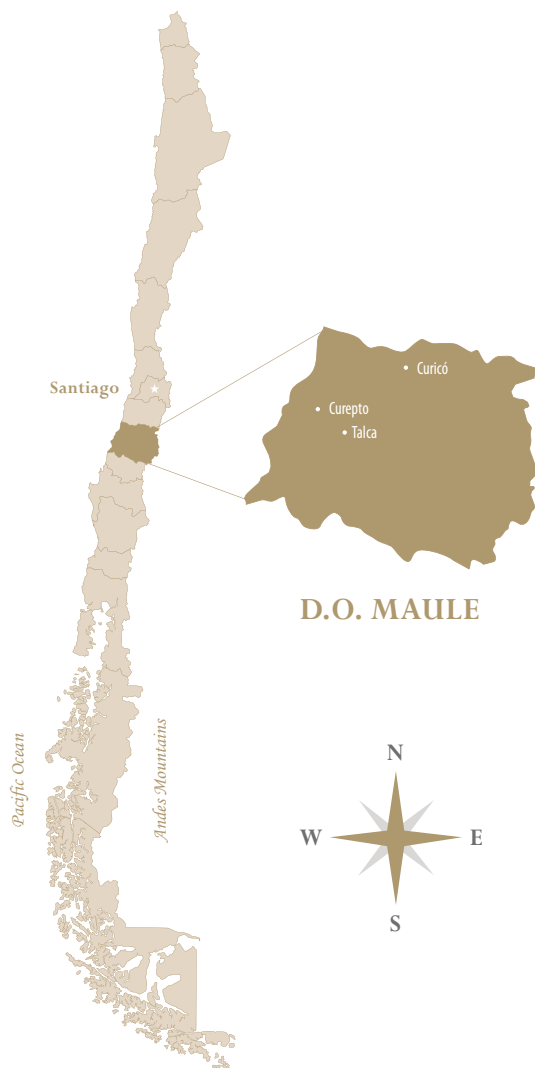 Santiago
Curicó
Curepto
Talca
D.O. MAULE
Pacific Ocean
Andes Mountains
N
W
E
S